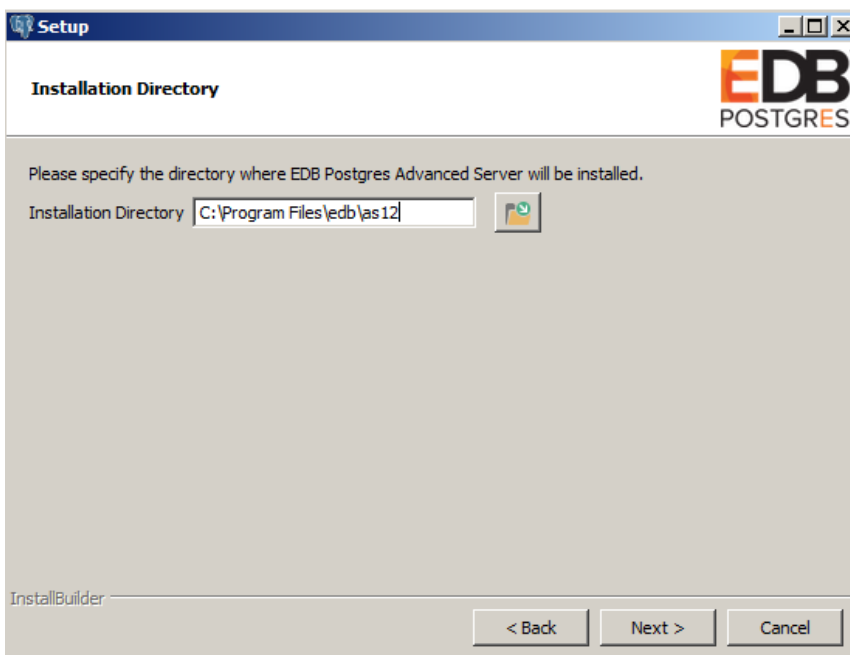 Setup
Installation Directory
EDB
POSTGRES
Please specify the directory where EDB Postgres Advanced Server will be installed.
Installation Directory C:\Program Files\edb\as12
InstallBuilder
< Back Next > Cancel